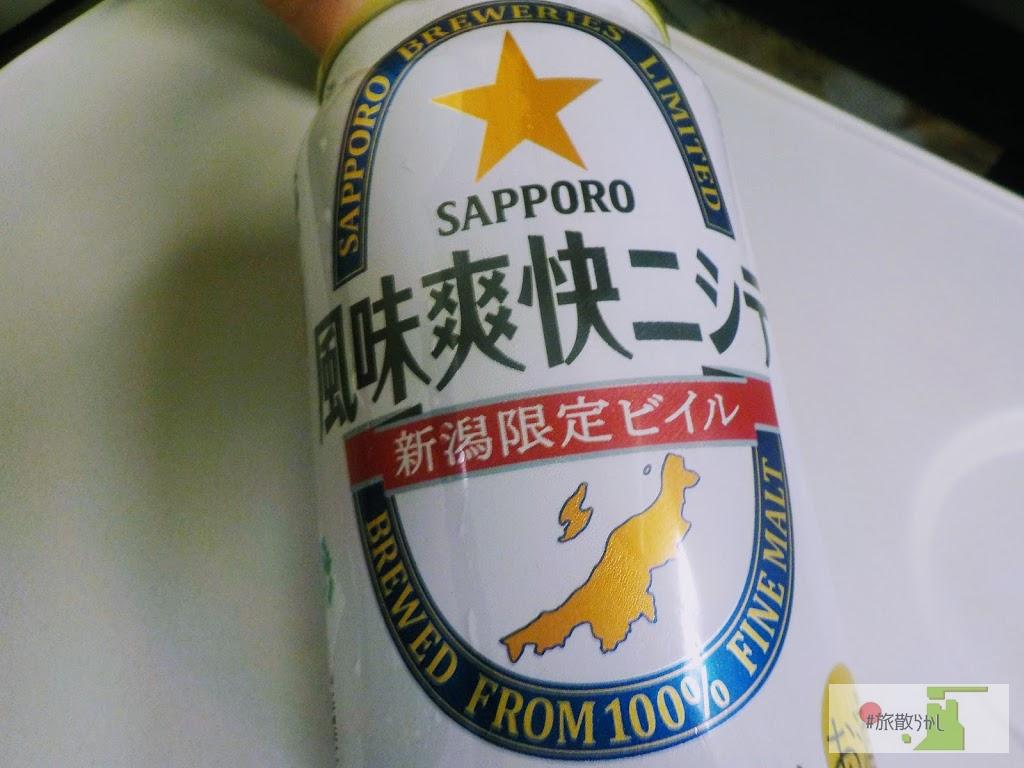 SAPPORO BREWERIES LIMITED
SAPPORO
風味爽快ニシテ
新潟限定ビイル
BREWED FROM 100% FINE MALT
#旅散らかし